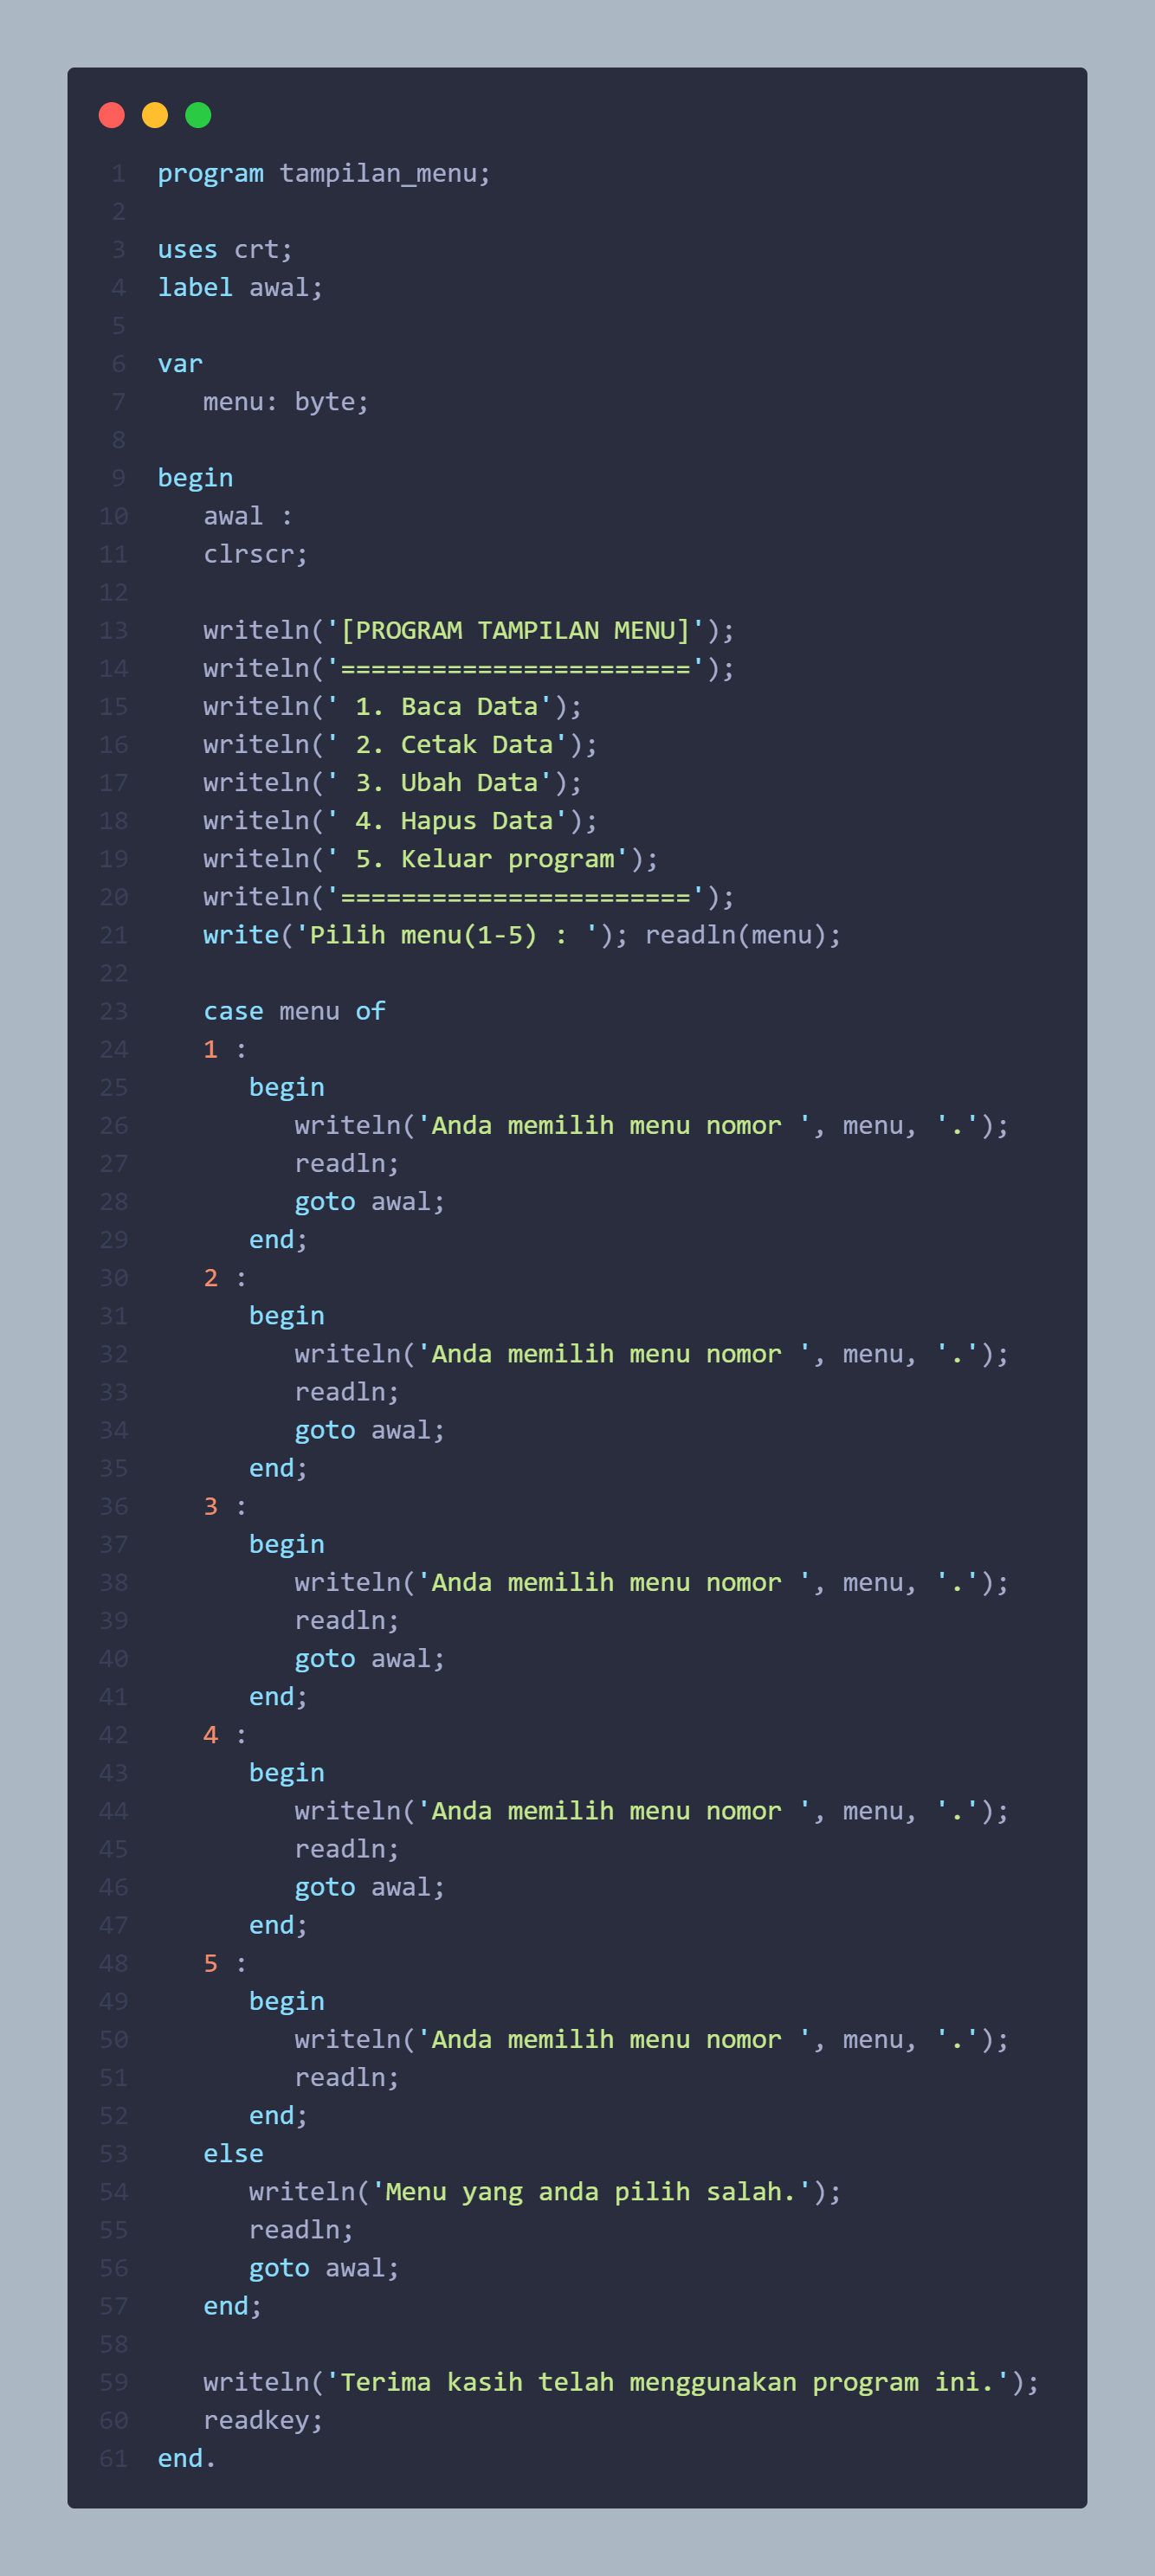 1 program tampilan_menu;
2
3 uses crt;
4 label awal;
5
6 var
7    menu: byte;
8
9 begin
10    awal :
11    clrscr;
12
13    writeln('[PROGRAM TAMPILAN MENU]');
14    writeln('=======================');
15    writeln(' 1. Baca Data');
16    writeln(' 2. Cetak Data');
17    writeln(' 3. Ubah Data');
18    writeln(' 4. Hapus Data');
19    writeln(' 5. Keluar program');
20    writeln('=======================');
21    write('Pilih menu(1-5) : '); readln(menu);
22
23    case menu of
24    1 :
25       begin
26          writeln('Anda memilih menu nomor ', menu, '.');
27          readln;
28          goto awal;
29       end;
30    2 :
31       begin
32          writeln('Anda memilih menu nomor ', menu, '.');
33          readln;
34          goto awal;
35       end;
36    3 :
37       begin
38          writeln('Anda memilih menu nomor ', menu, '.');
39          readln;
40          goto awal;
41       end;
42    4 :
43       begin
44          writeln('Anda memilih menu nomor ', menu, '.');
45          readln;
46          goto awal;
47       end;
48    5 :
49       begin
50          writeln('Anda memilih menu nomor ', menu, '.');
51          readln;
52       end;
53    else
54       writeln('Menu yang anda pilih salah.');
55       readln;
56       goto awal;
57    end;
58
59    writeln('Terima kasih telah menggunakan program ini.');
60    readkey;
61 end.